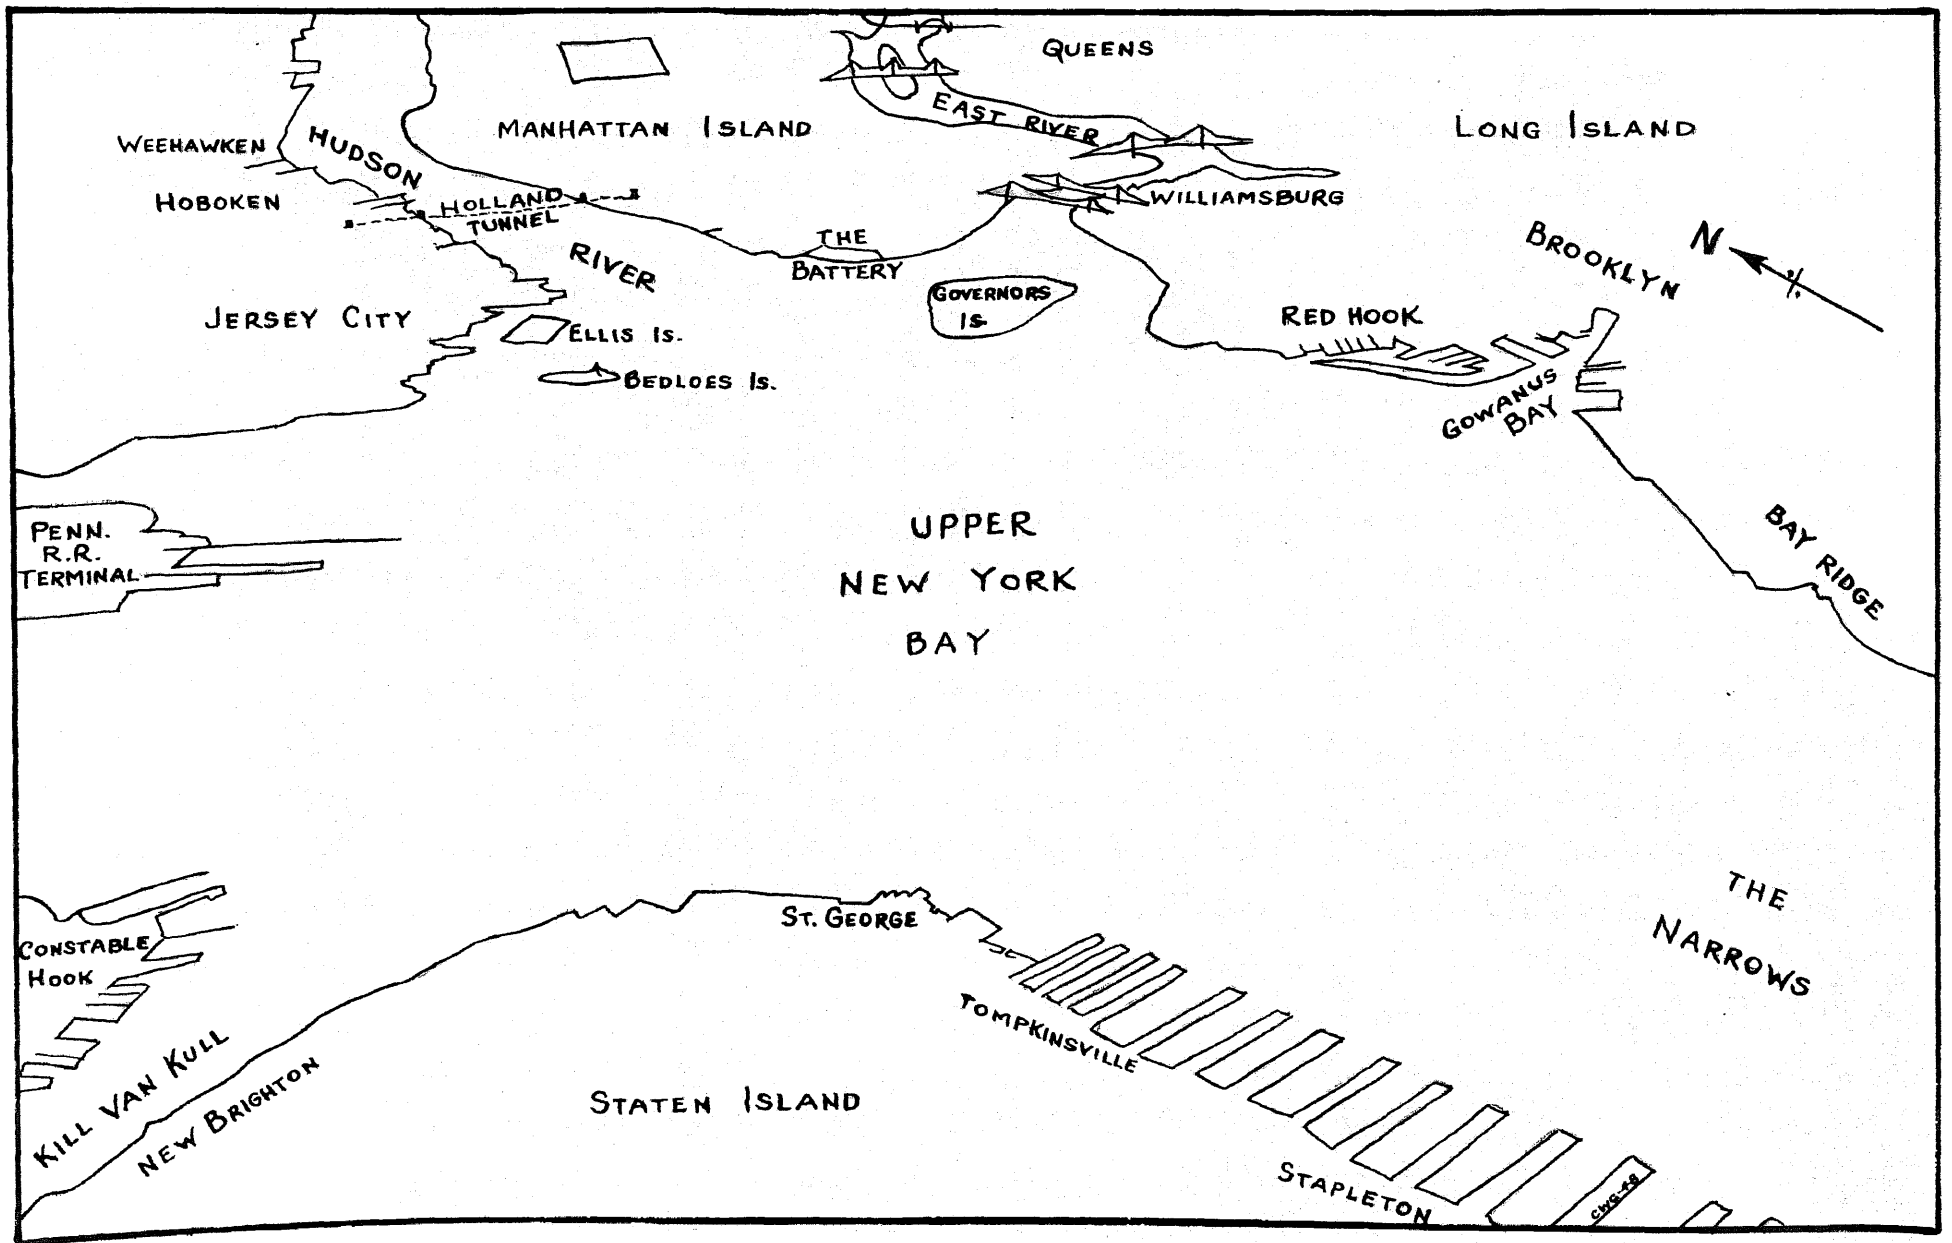 QUEENS
EAST RIVER
MANHATTAN ISLAND
LONG ISLAND
WEEHAWKEN
HUDSON
HOBOKEN
HOLLAND
TUNNEL
WILLIAMSBURG
THE
BATTERY
RIVER
BROOKLYN
N
JERSEY CITY
GOVERNORS
IS.
RED HOOK
ELLIS IS.
BEDLOES IS.
GOWANUS
BAY
PENN.
R.R.
TERMINAL
UPPER
NEW YORK
BAY
BAY RIDGE
THE
NARROWS
ST. GEORGE
CONSTABLE
HOOK
TOMPKINSVILLE
KILL VAN KULL
NEW BRIGHTON
STATEN ISLAND
STAPLETON
CWG-48